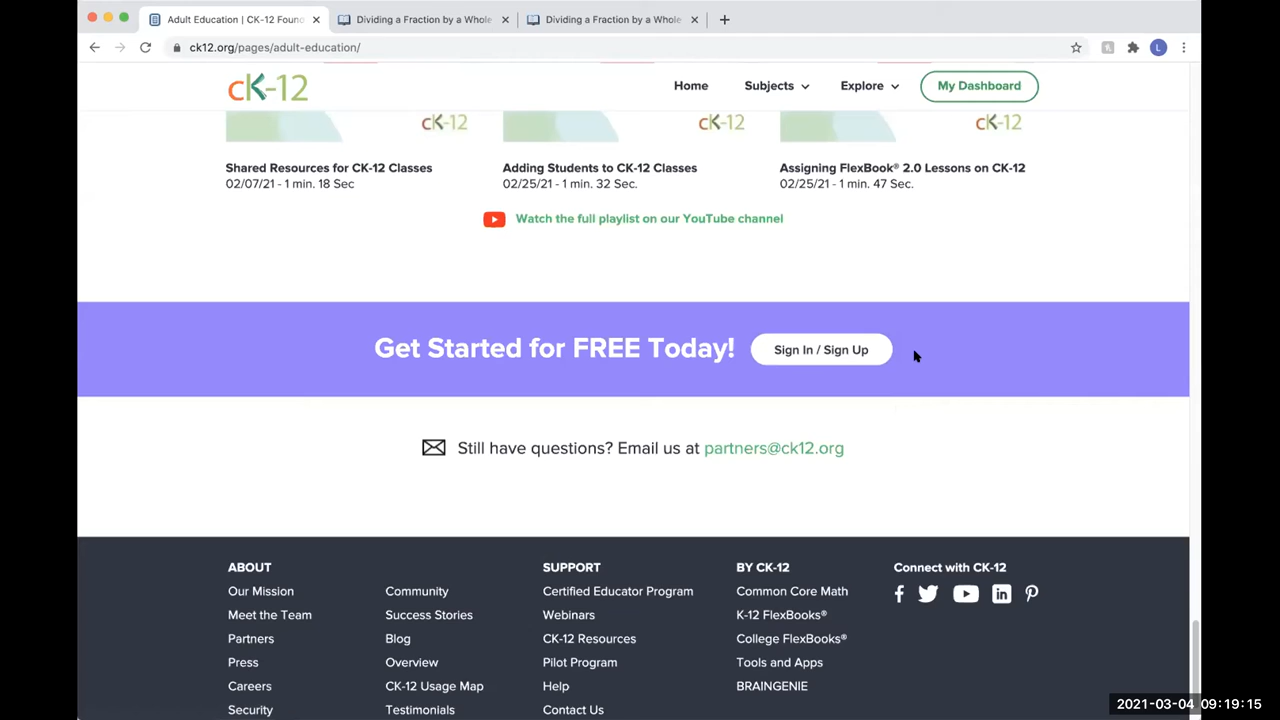 Adult Education | CK-12 Foun
Dividing a Fraction by a Whole
Dividing a Fraction by a Whole
ck12.org/pages/adult-education/
L
cK-12
Home
Subjects
Explore
My Dashboard
cK-12
cK-12
cK-12
Shared Resources for CK-12 Classes
02/07/21 - 1 min. 18 Sec
Adding Students to CK-12 Classes
02/25/21 - 1 min. 32 Sec.
Assigning FlexBook® 2.0 Lessons on CK-12
02/25/21 - 1 min. 47 Sec.
Watch the full playlist on our YouTube channel
Get Started for FREE Today!
Sign In / Sign Up
Still have questions? Email us at partners@ck12.org
ABOUT
Our Mission
Meet the Team
Partners
Press
Careers
Security
Community
Success Stories
Blog
Overview
CK-12 Usage Map
Testimonials
SUPPORT
Certified Educator Program
Webinars
CK-12 Resources
Pilot Program
Help
Contact Us
BY CK-12
Common Core Math
K-12 FlexBooks®
College FlexBooks®
Tools and Apps
BRAINGENIE
Connect with CK-12
2021-03-04 09:19:15